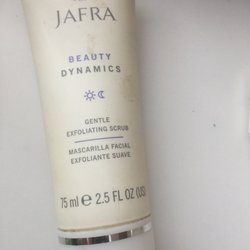 JAFRA
BEAUTY
DYNAMICS
GENTLE
EXFOLIATING SCRUB
MASCARILLA FACIAL
EXFOLIANTE SUAVE
75 ml e 2.5 FL OZ (US)